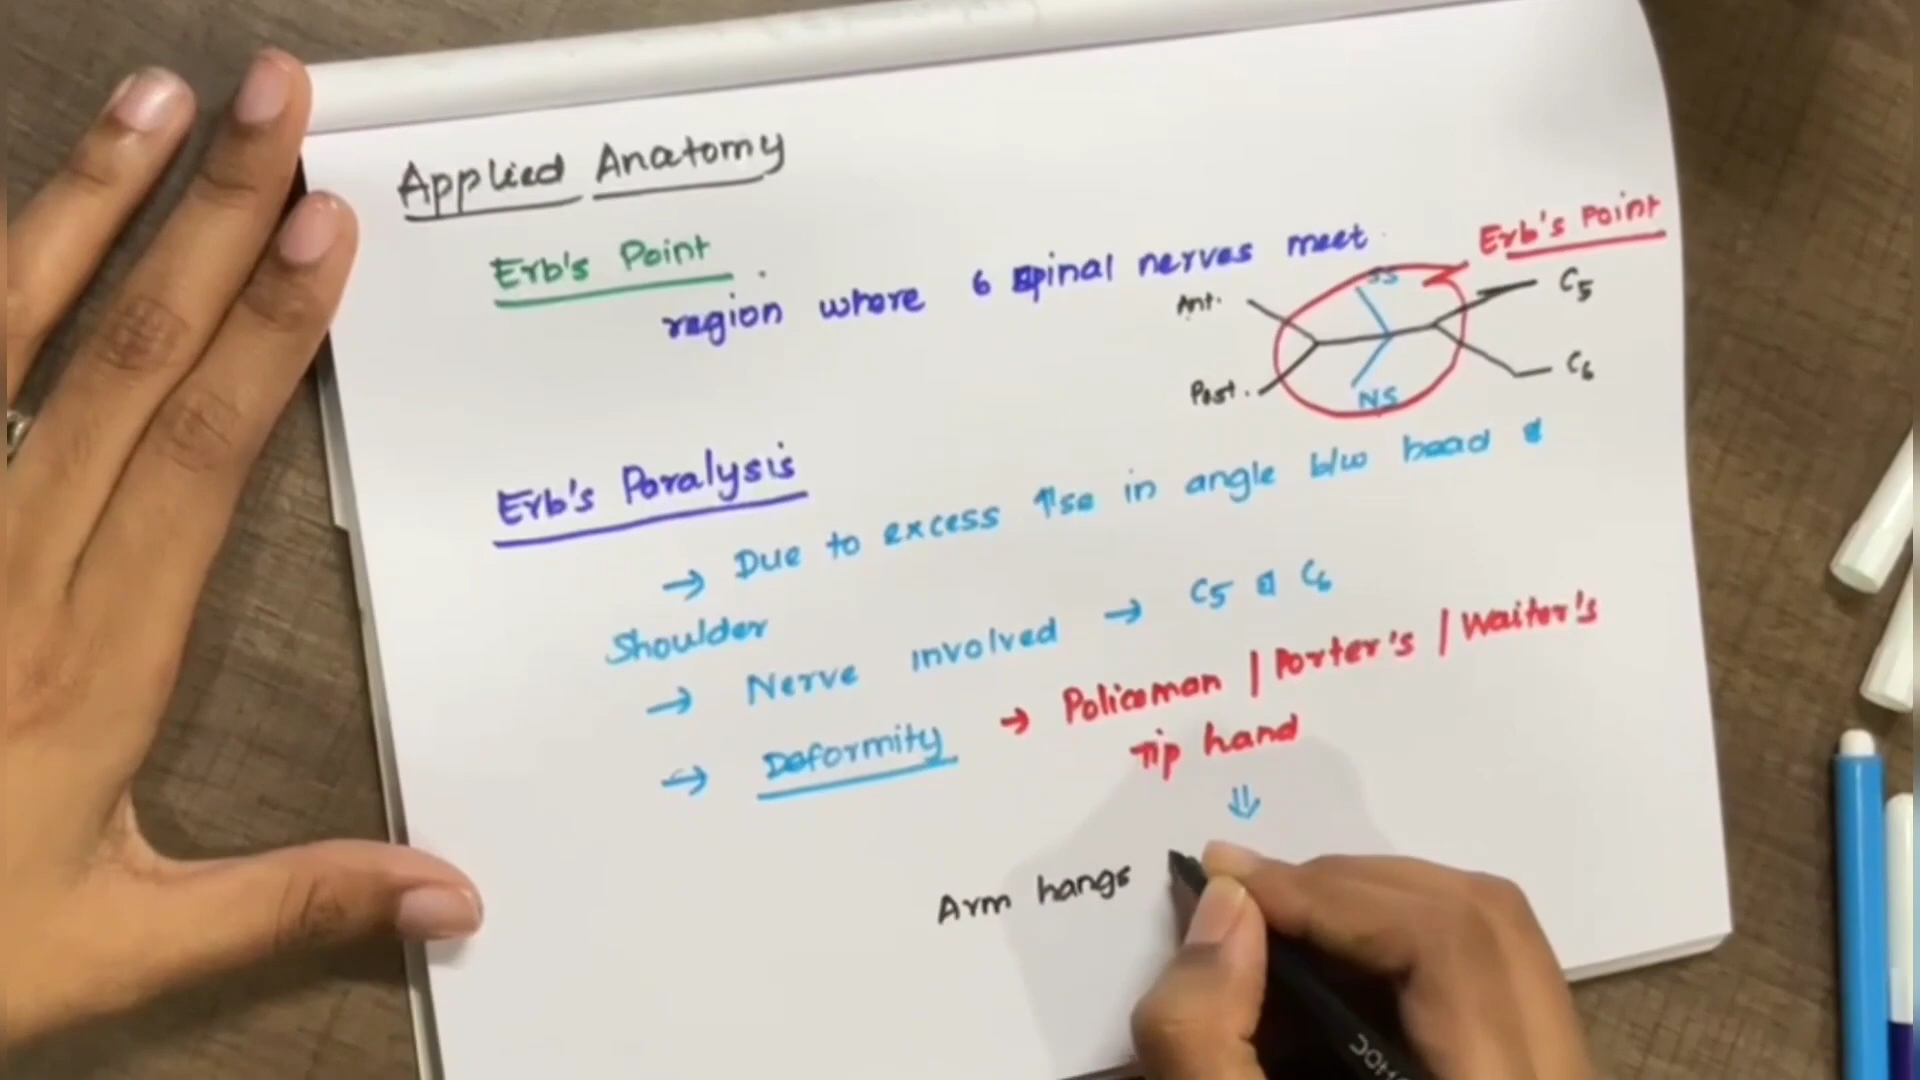 Applied Anatomy
Erb's Point
region where 6 spinal nerves meet
Erb's Point
Ant.
SS
C5
Post.
NS
C6
Erb's Paralysis
→ Due to excess ↑se in angle b/w head &
Shoulder
→ Nerve involved → C5 & C6
→ Deformity → Policeman / Porter's / Waiter's
Tip hand
⇓
Arm hangs